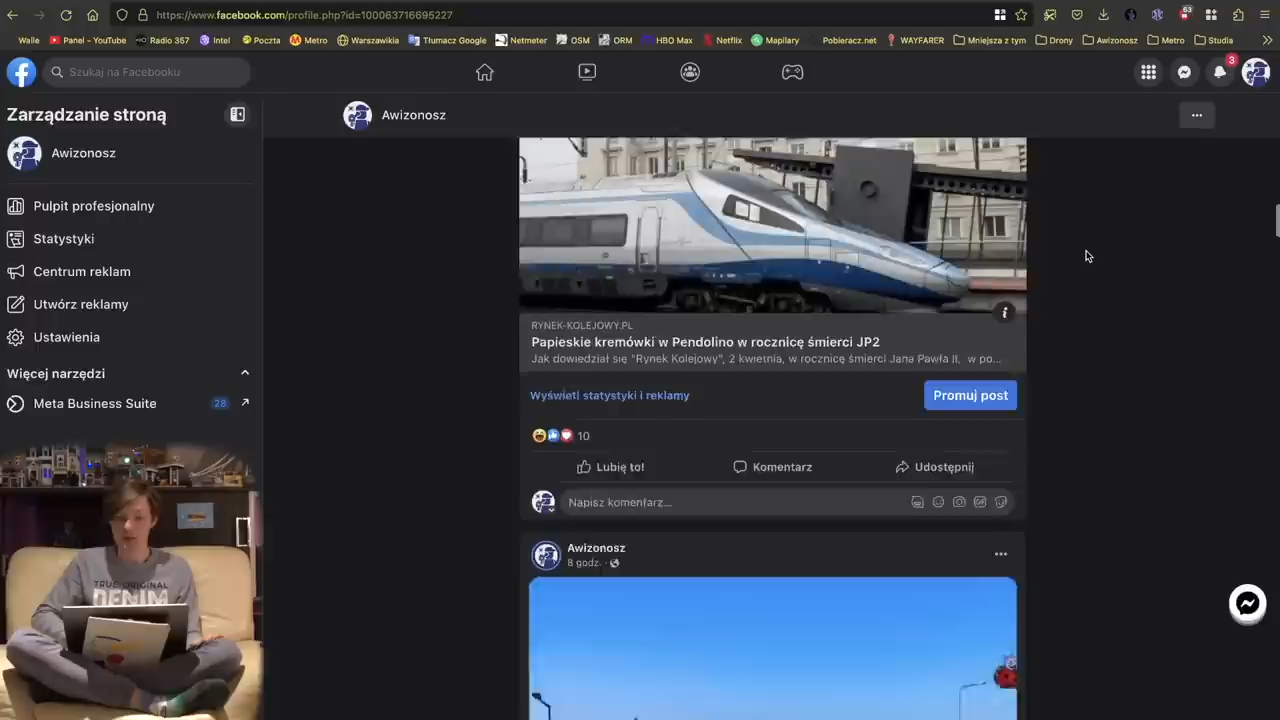 https://www.facebook.com/profile.php?id=100063716695227
63
Walle
Panel - YouTube
Radio 357
Intel
Poczta
Metro
Warszawikia
Tłumacz Google
Netmeter
OSM
ORM
HBO Max
Netflix
Mapilary
Pobieracz.net
WAYFARER
Mniejsza z tym
Drony
Awizonosz
Metro
Studia
Szukaj na Facebooku
3
Zarządzanie stroną
Awizonosz
Awizonosz
Pulpit profesjonalny
Statystyki
Centrum reklam
Utwórz reklamy
Ustawienia
Więcej narzędzi
Meta Business Suite
28
RYNEK-KOLEJOWY.PL
Papieskie kremówki w Pendolino w rocznicę śmierci JP2
Jak dowiedział się "Rynek Kolejowy", 2 kwietnia, w rocznicę śmierci Jana Pawła II, w po...
Wyświetl statystyki i reklamy
Promuj post
10
Lubię to!
Komentarz
Udostępnij
Napisz komentarz...
Awizonosz
8 godz. ·
TRUE ORIGINAL
DENIM